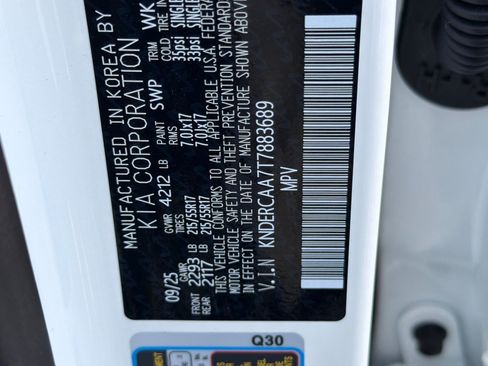 MANUFACTURED IN KOREA BY
KIA CORPORATION
09/25 GVWR 4212 LB PAINT SWP TRIM WK
GAWR TIRES RIMS COLD TIRE IN
FRONT 2293 LB 215/55R17 7.0Jx17 35psi SINGLE
REAR 2117 LB 215/55R17 7.0Jx17 33psi SINGLE
THIS VEHICLE CONFORMS TO ALL APPLICABLE U.S.A. FEDERAL
MOTOR VEHICLE SAFETY AND THEFT PREVENTION STANDARDS
IN EFFECT ON THE DATE OF MANUFACTURE SHOWN ABOVE
V.I.N KNDERCAA7T7883689
MPV
Q30